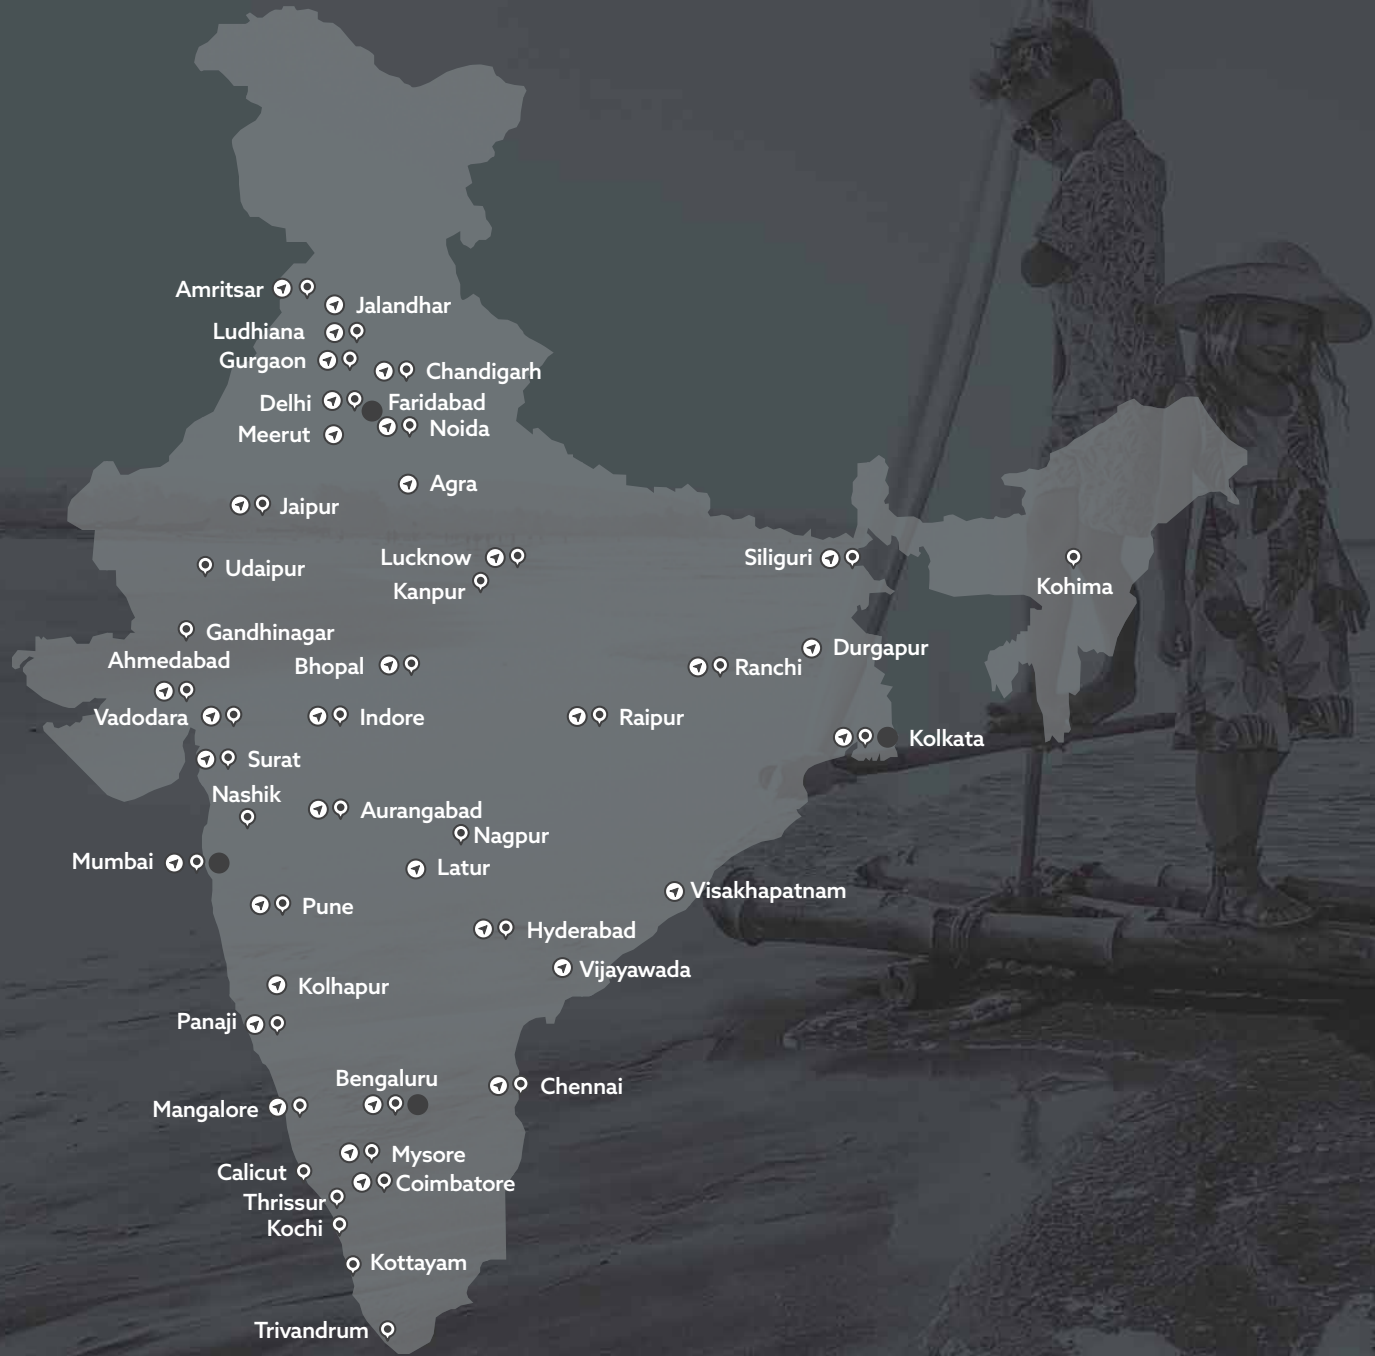 Amritsar
Jalandhar
Ludhiana
Gurgaon
Chandigarh
Delhi
Faridabad
Noida
Meerut
Agra
Jaipur
Lucknow
Siliguri
Udaipur
Kanpur
Kohima
Gandhinagar
Durgapur
Ahmedabad
Bhopal
Ranchi
Vadodara
Indore
Raipur
Kolkata
Surat
Nashik
Aurangabad
Nagpur
Mumbai
Latur
Visakhapatnam
Pune
Hyderabad
Vijayawada
Kolhapur
Panaji
Bengaluru
Chennai
Mangalore
Mysore
Calicut
Coimbatore
Thrissur
Kochi
Kottayam
Trivandrum